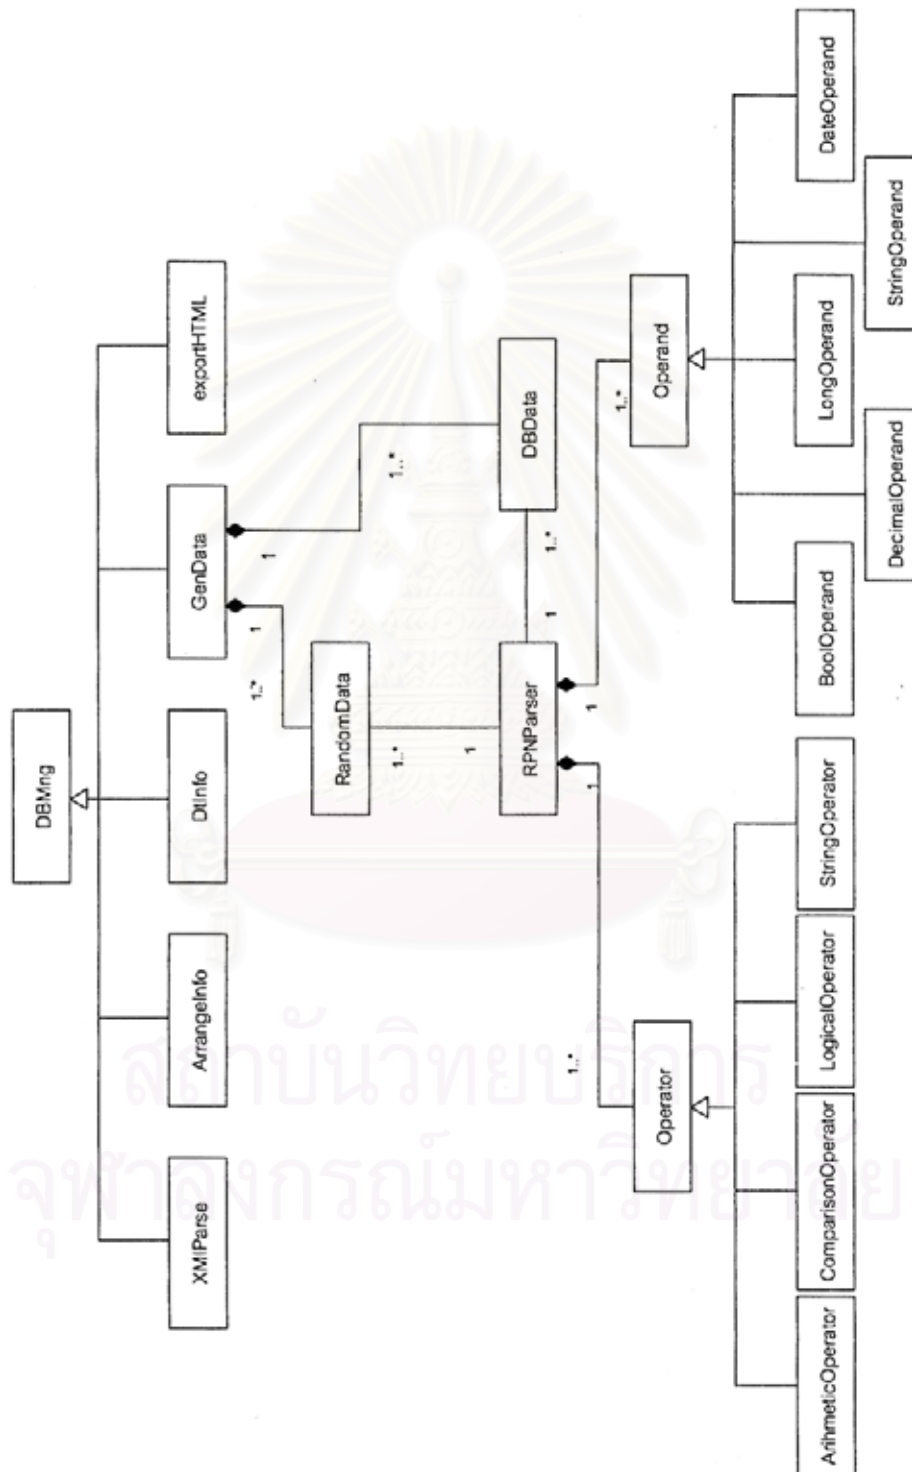 DBMng
XMIParse
ArrangeInfo
DtlInfo
GenData
exportHTML
1
1
1..*
1..*
RandomData
DBData
1..*
1
1
1..*
RPNParser
1
1
1..*
1..*
Operator
Operand
ArihmeticOperator
ComparisonOperator
LogicalOperator
StringOperator
BoolOperand
DecimalOperand
LongOperand
StringOperand
DateOperand
สถาบันวิทยบริการ
จุฬาลงกรณ์มหาวิทยาลัย